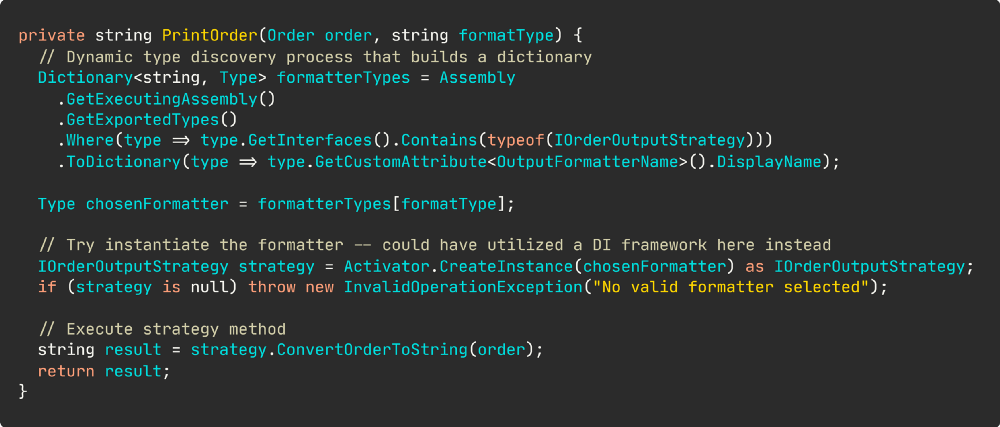 private string PrintOrder(Order order, string formatType) {
  // Dynamic type discovery process that builds a dictionary
  Dictionary<string, Type> formatterTypes = Assembly
    .GetExecutingAssembly()
    .GetExportedTypes()
    .Where(type => type.GetInterfaces().Contains(typeof(IOrderOutputStrategy)))
    .ToDictionary(type => type.GetCustomAttribute<OutputFormatterName>().DisplayName);

  Type chosenFormatter = formatterTypes[formatType];

  // Try instantiate the formatter -- could have utilized a DI framework here instead
  IOrderOutputStrategy strategy = Activator.CreateInstance(chosenFormatter) as IOrderOutputStrategy;
  if (strategy is null) throw new InvalidOperationException("No valid formatter selected");

  // Execute strategy method
  string result = strategy.ConvertOrderToString(order);
  return result;
}